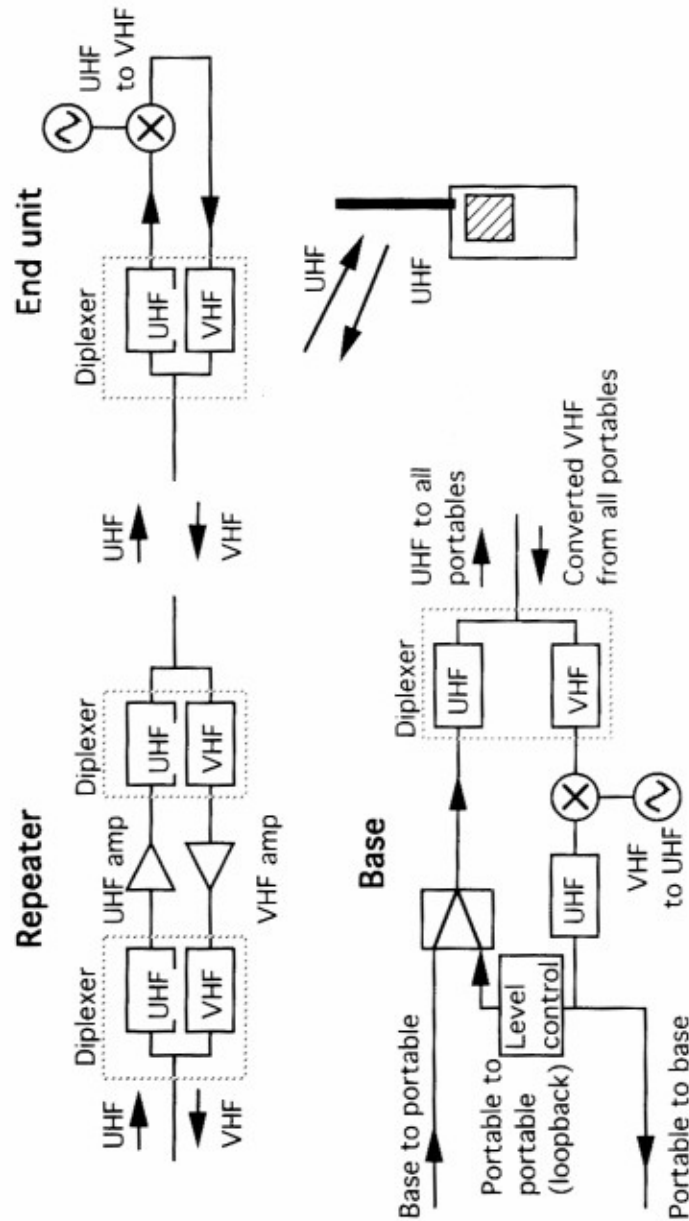 Repeater
End unit
Diplexer
Diplexer
Diplexer
UHF
to VHF
UHF amp
UHF
UHF
UHF
UHF
UHF
VHF
VHF
VHF
VHF
VHF
VHF amp
Base
UHF
UHF
Base to portable
Diplexer
UHF to all
portables
UHF
Portable to
portable
(loopback)
Level
control
UHF
VHF
VHF
to UHF
Converted VHF
from all portables
Portable to base